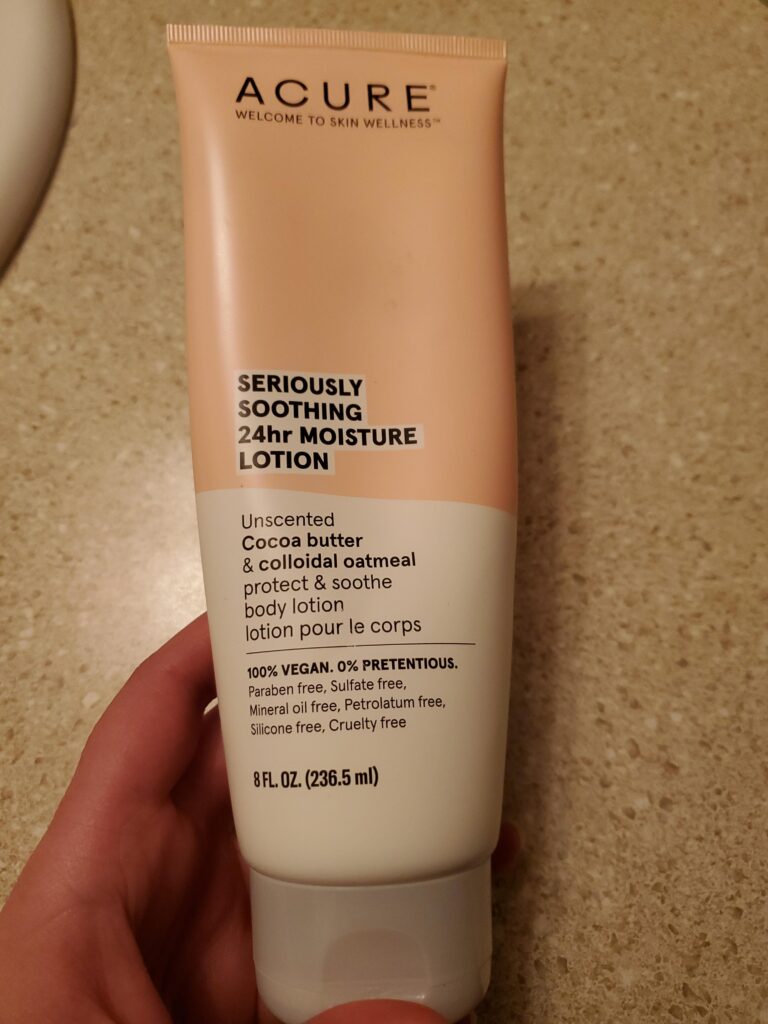 ACURE®
WELCOME TO SKIN WELLNESS™
SERIOUSLY
SOOTHING
24hr MOISTURE
LOTION
Unscented
Cocoa butter
& colloidal oatmeal
protect & soothe
body lotion
lotion pour le corps
100% VEGAN. 0% PRETENTIOUS.
Paraben free, Sulfate free,
Mineral oil free, Petrolatum free,
Silicone free, Cruelty free
8 FL. OZ. (236.5 ml)